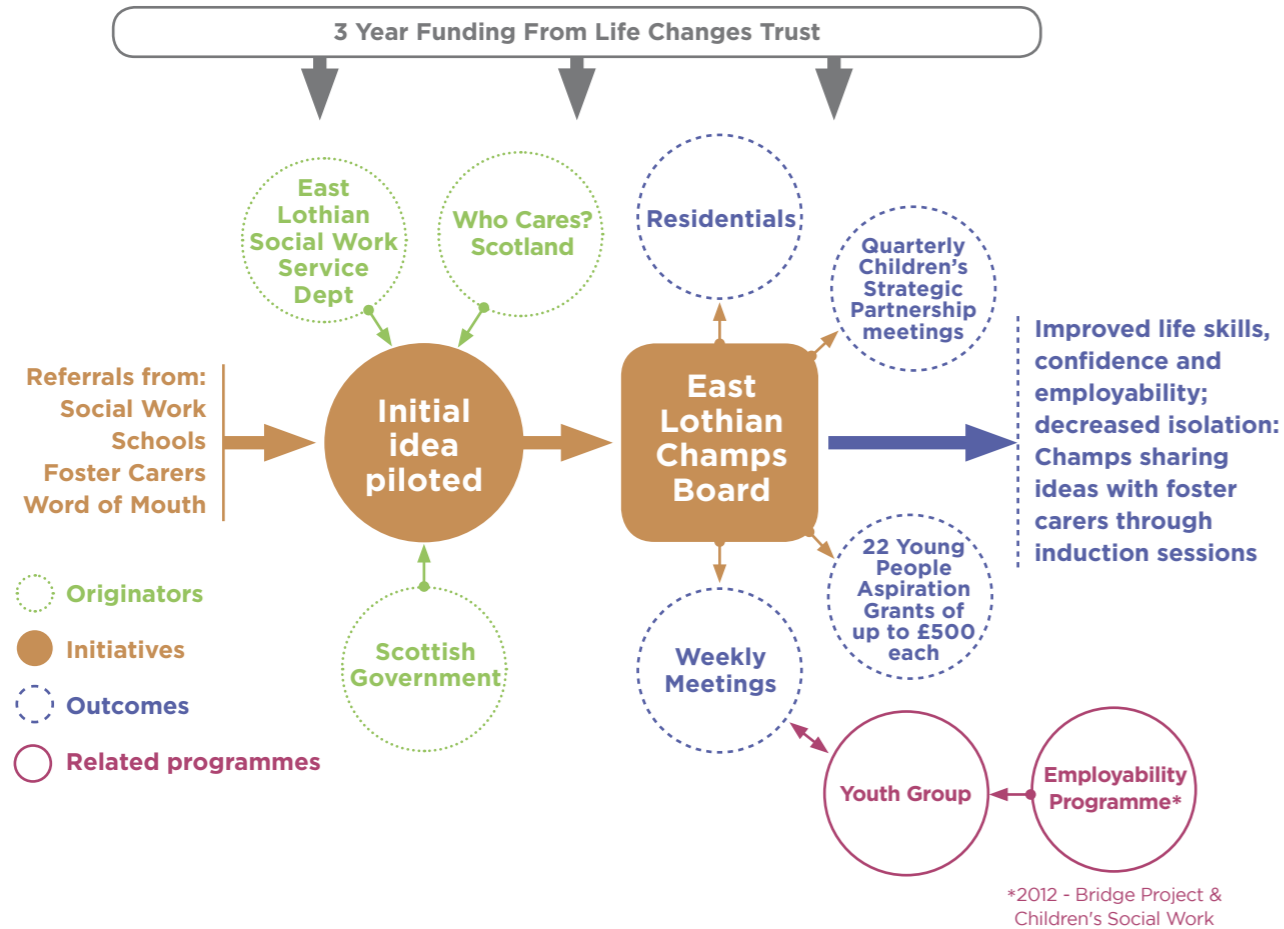 3 Year Funding From Life Changes Trust
East
Lothian
Social Work
Service
Dept
Who Cares?
Scotland
Residentials
Quarterly
Children’s
Strategic
Partnership
meetings
Referrals from:
Social Work
Schools
Foster Carers
Word of Mouth
Initial
idea
piloted
East
Lothian
Champs
Board
Improved life skills,
confidence and
employability;
decreased isolation:
Champs sharing
ideas with foster
carers through
induction sessions
22 Young
People
Aspiration
Grants of
up to £500
each
Scottish
Government
Weekly
Meetings
Originators
Initiatives
Outcomes
Related programmes
Youth Group
Employability
Programme*
*2012 - Bridge Project &
Children's Social Work